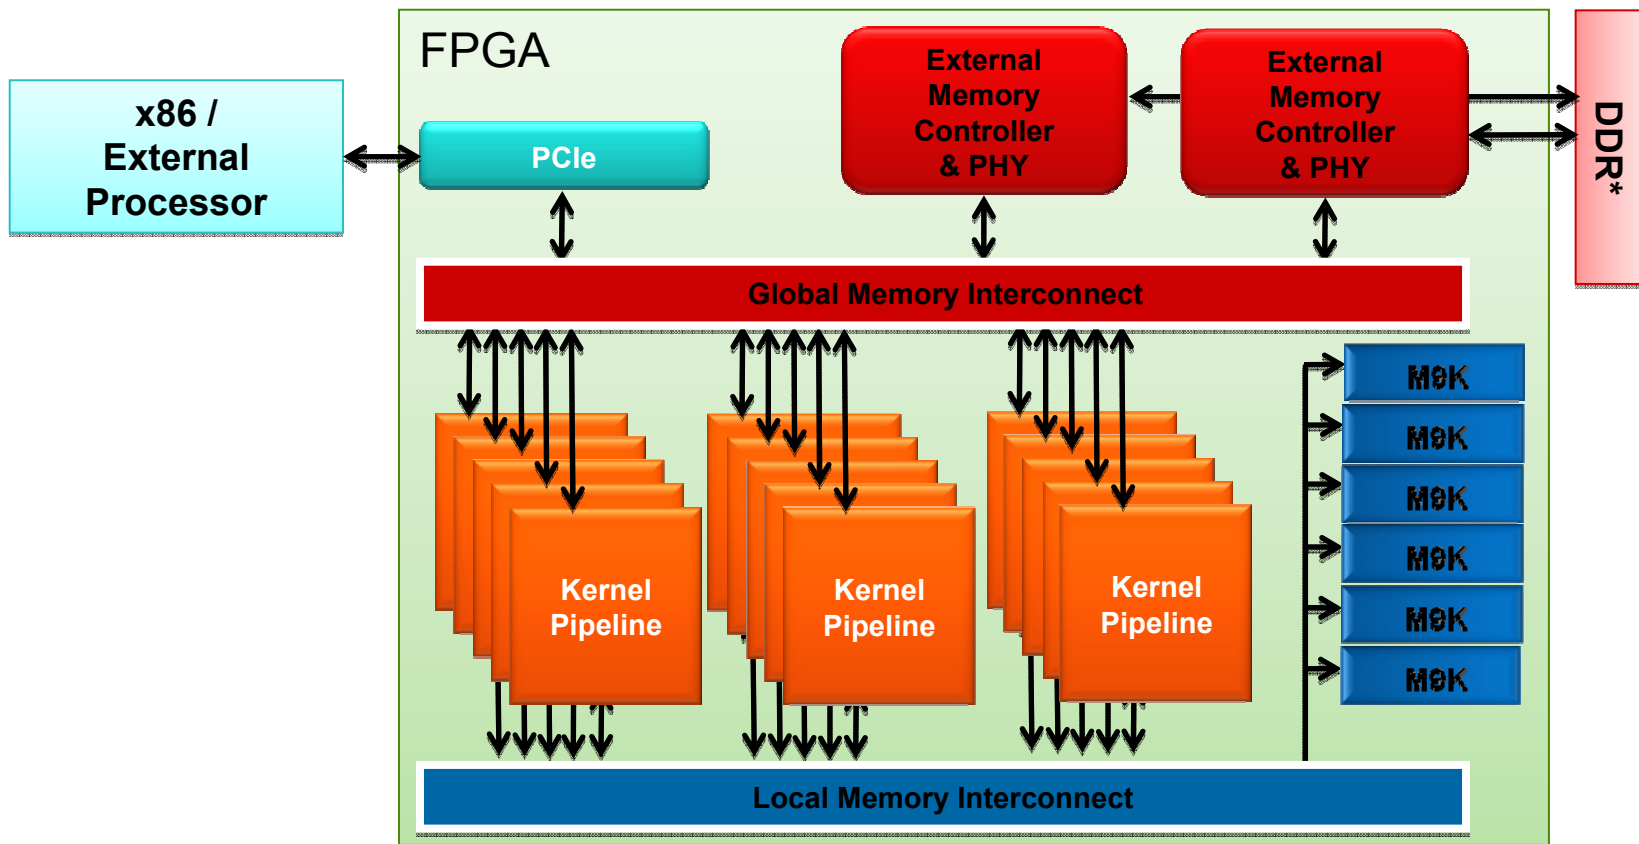 FPGA
x86 /
External
Processor
PCIe
External
Memory
Controller
& PHY
External
Memory
Controller
& PHY
DDR*
Global Memory Interconnect
M9K
M9K
M9K
M9K
M9K
M9K
Kernel
Pipeline
Kernel
Pipeline
Kernel
Pipeline
Local Memory Interconnect